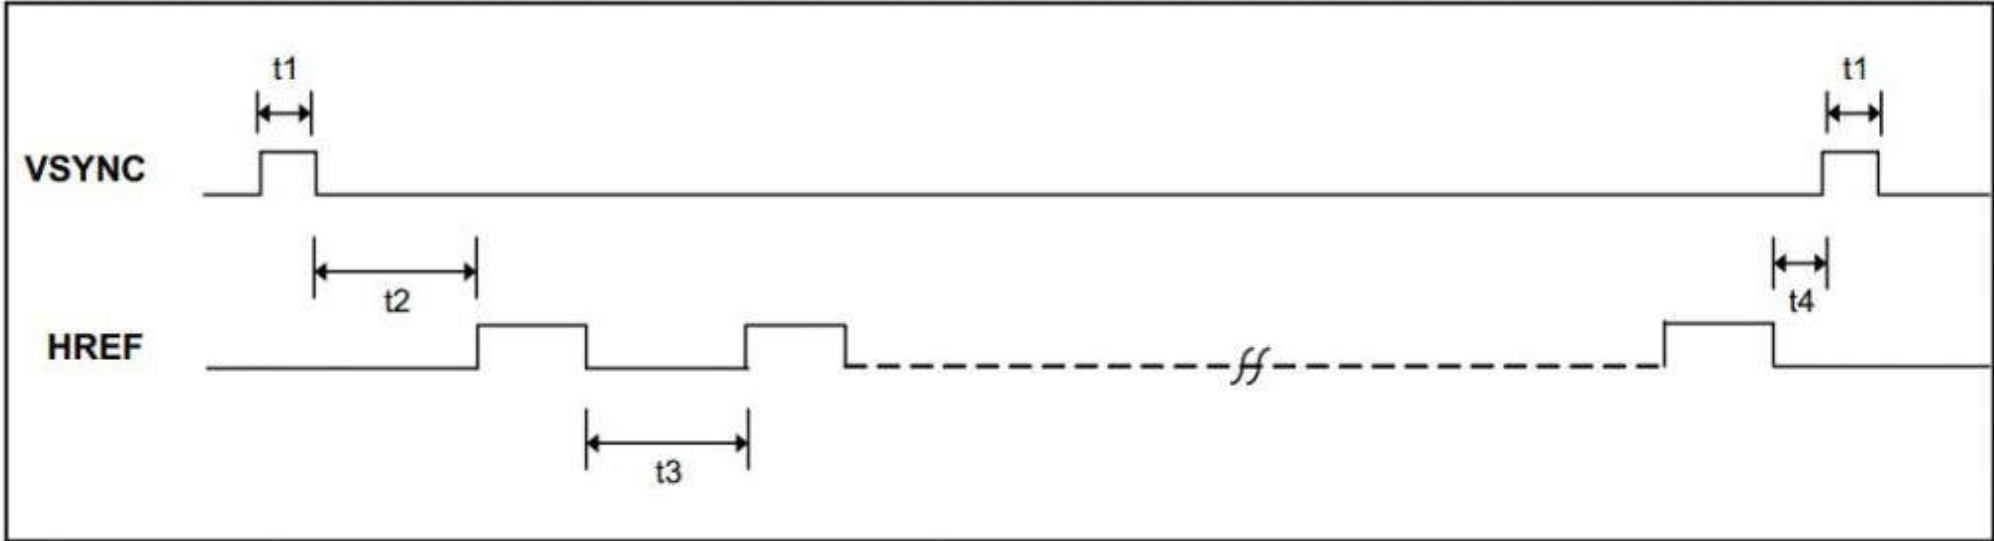 t1 t1
VSYNC
t2 t4
HREF
t3